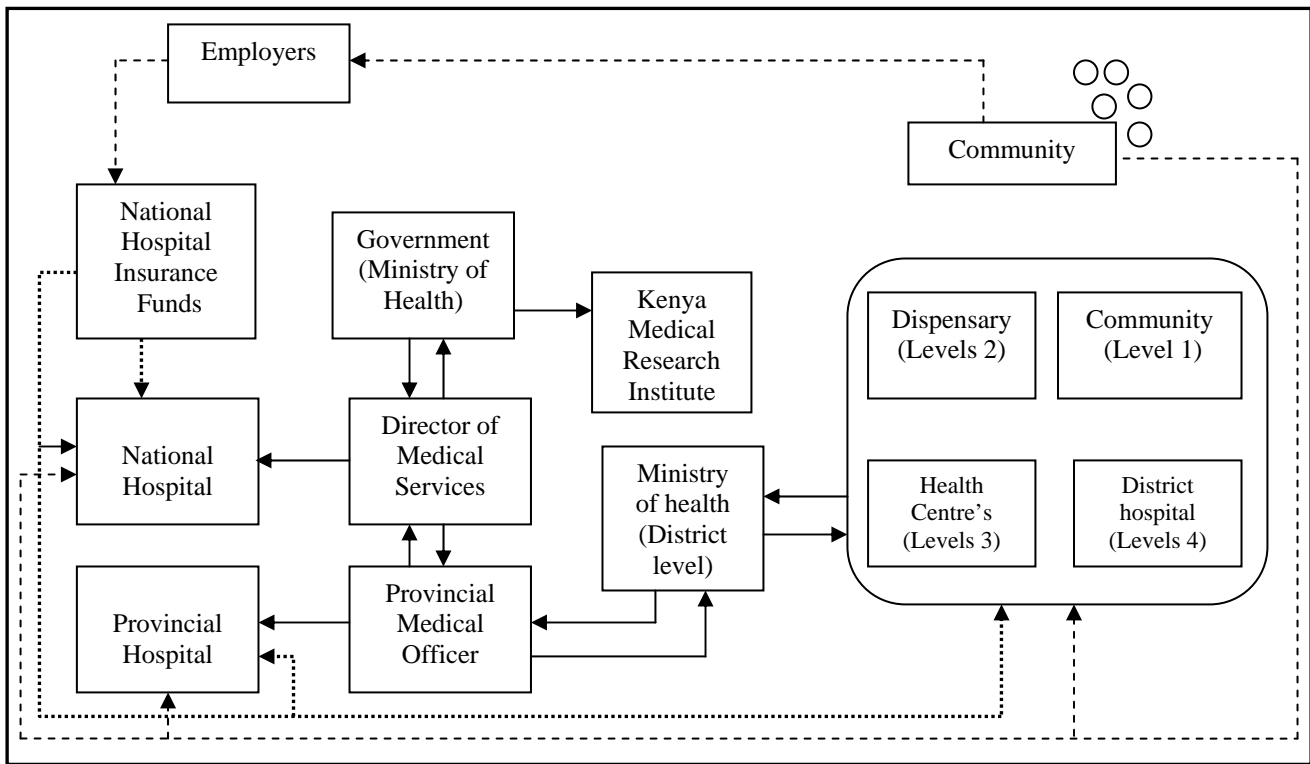 Employers
Community
National
Hospital
Insurance
Funds
Government
(Ministry of
Health)
Kenya
Medical
Research
Institute
Dispensary
(Levels 2)
Community
(Level 1)
National
Hospital
Director of
Medical
Services
Ministry
of health
(District
level)
Health
Centre’s
(Levels 3)
District
hospital
(Levels 4)
Provincial
Hospital
Provincial
Medical
Officer